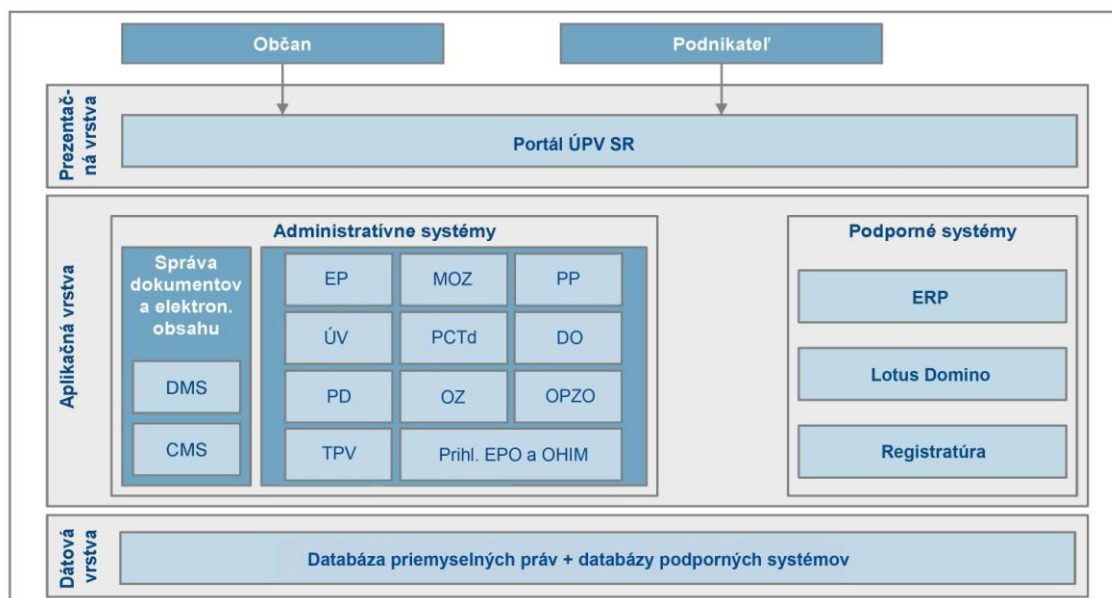 Občan
Podnikateľ
Prezentač-
ná vrstva
Portál ÚPV SR
Aplikačná vrstva
Administratívne systémy
Správa
dokumentov
a elektron.
obsahu
DMS
CMS
EP
MOZ
PP
ÚV
PCTd
DO
PD
OZ
OPZO
TPV
Prihl. EPO a OHIM
Podporné systémy
ERP
Lotus Domino
Registratúra
Dátová
vrstva
Databáza priemyselných práv + databázy podporných systémov